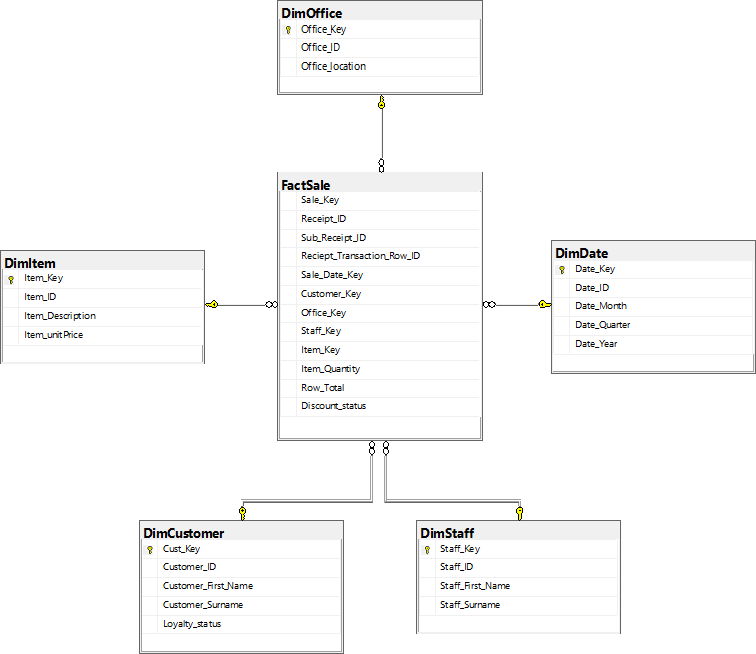 DimOffice
Office_Key
Office_ID
Office_location
FactSale
Sale_Key
Receipt_ID
Sub_Receipt_ID
Reciept_Transaction_Row_ID
Sale_Date_Key
Customer_Key
Office_Key
Staff_Key
Item_Key
Item_Quantity
Row_Total
Discount_status
DimItem
Item_Key
Item_ID
Item_Description
Item_unitPrice
DimDate
Date_Key
Date_ID
Date_Month
Date_Quarter
Date_Year
DimCustomer
Cust_Key
Customer_ID
Customer_First_Name
Customer_Surname
Loyalty_status
DimStaff
Staff_Key
Staff_ID
Staff_First_Name
Staff_Surname